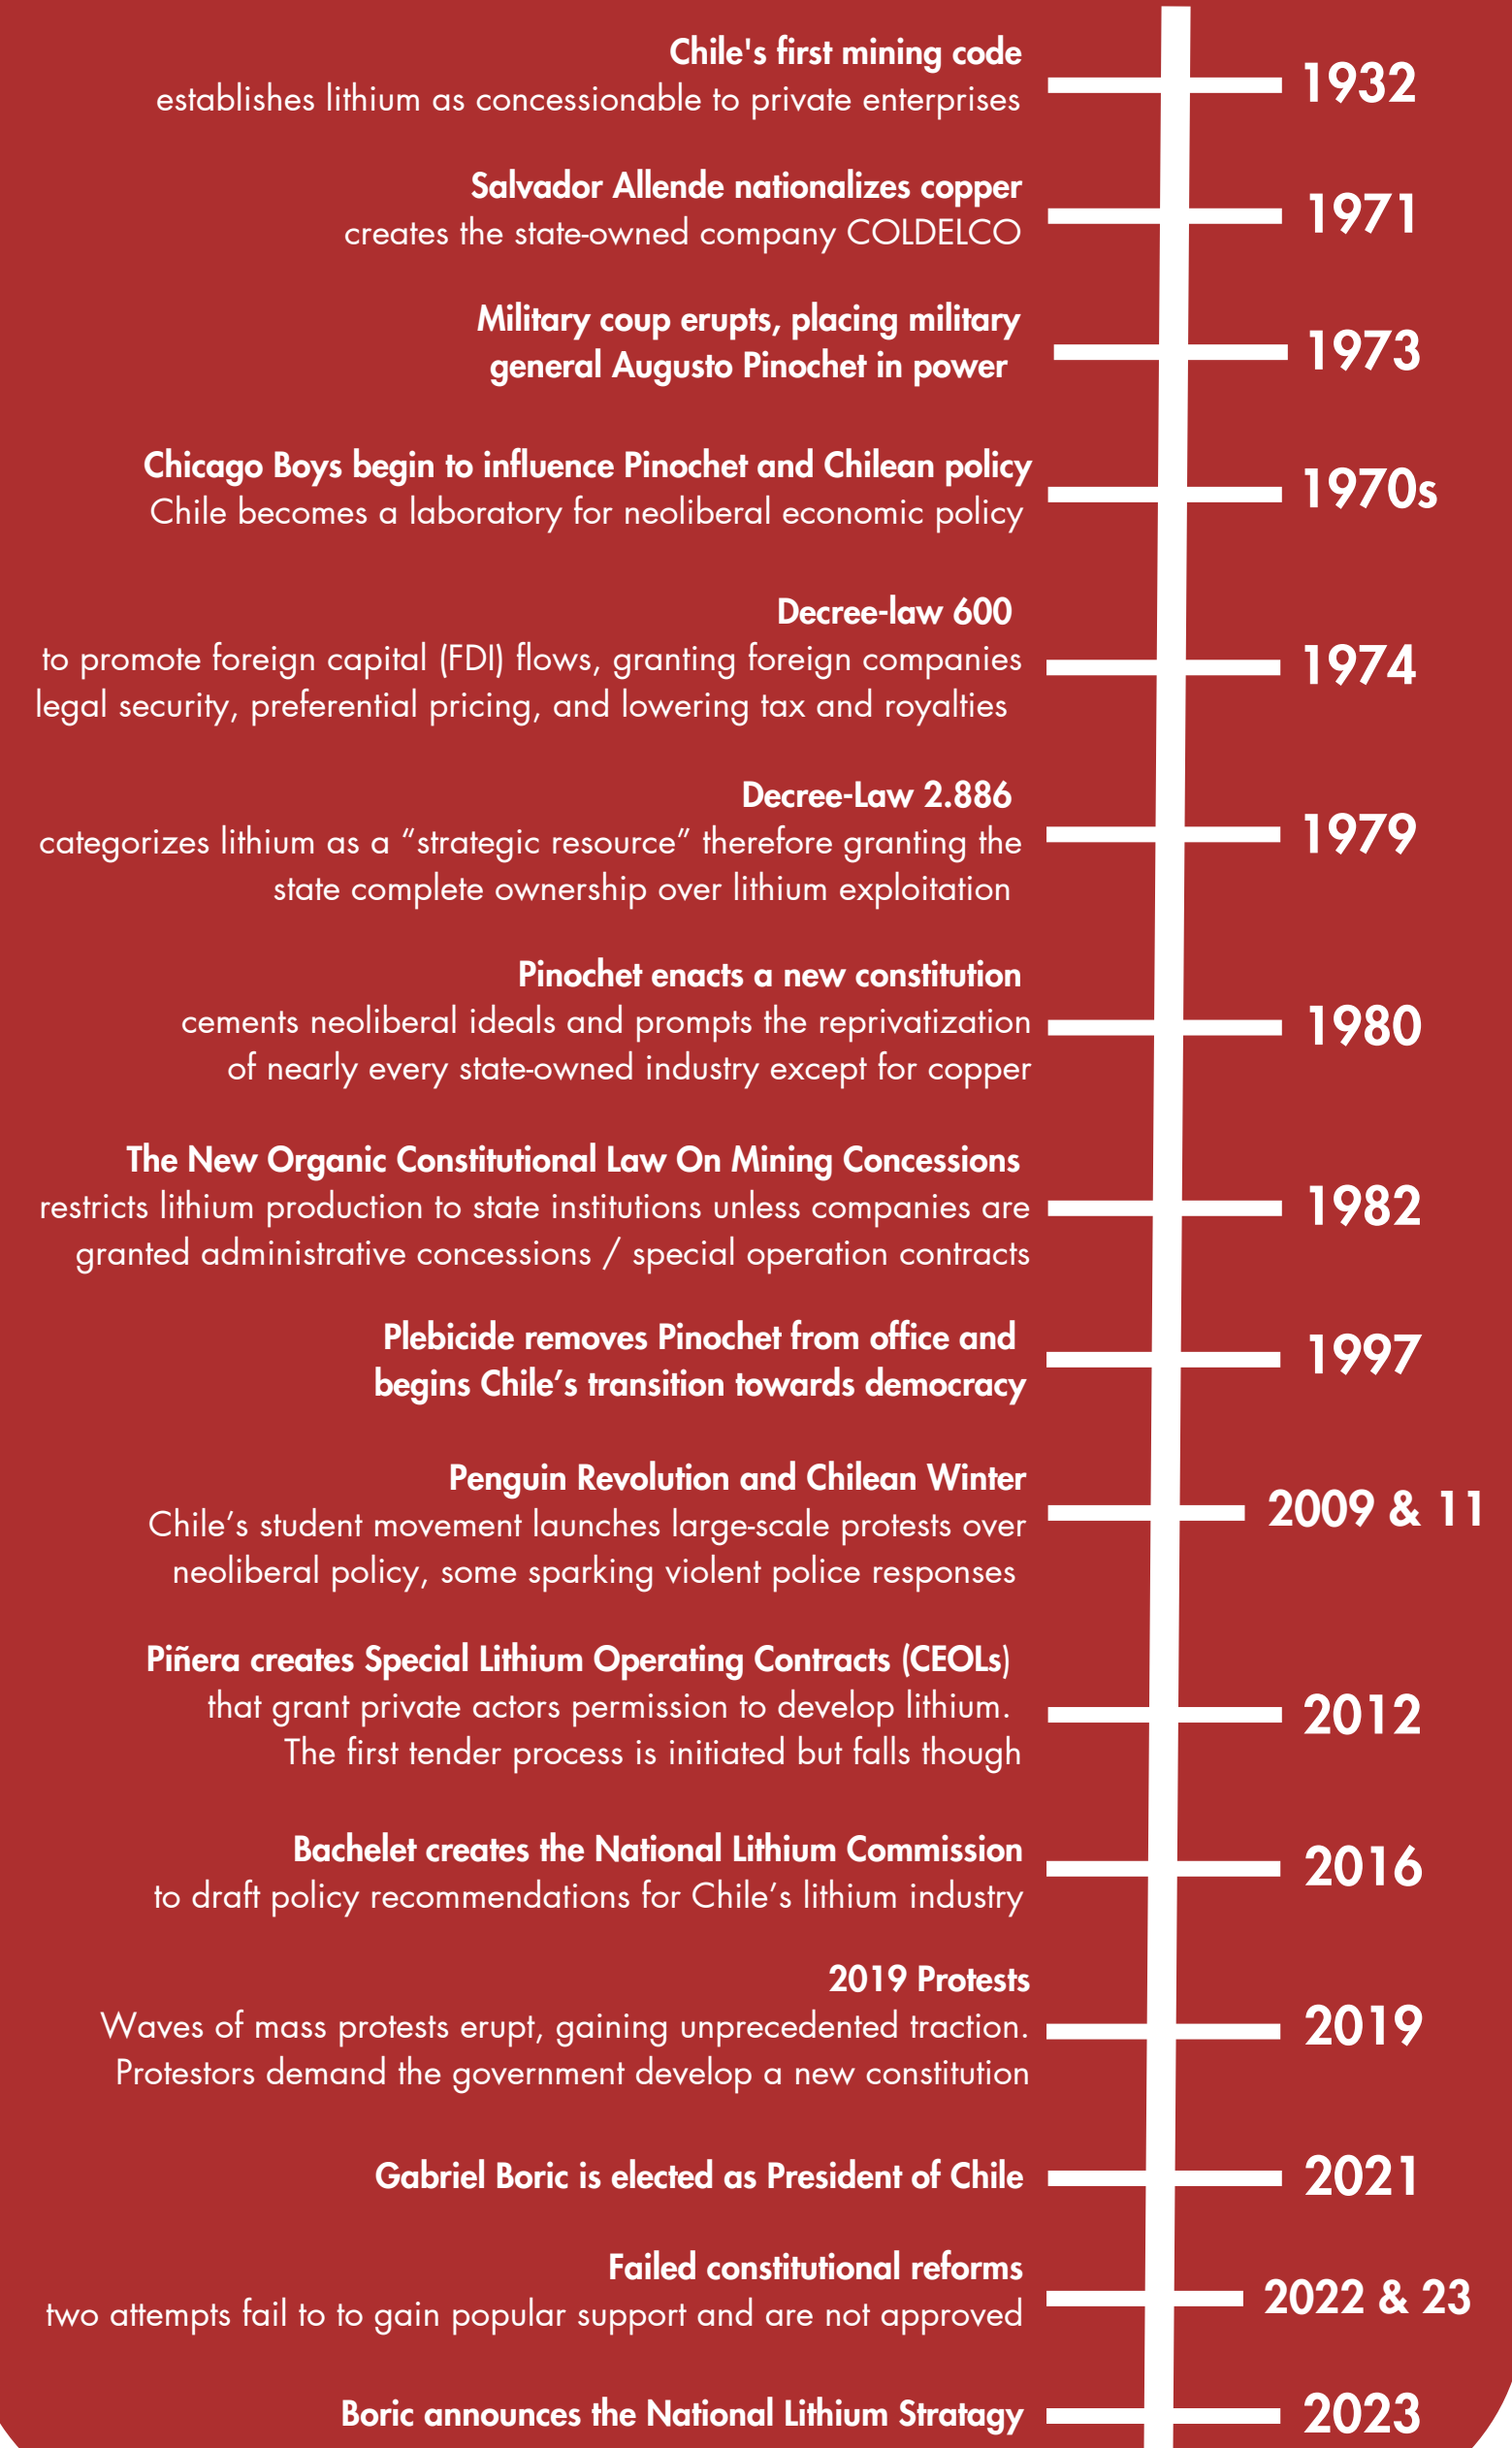 Chile's first mining code
establishes lithium as concessionable to private enterprises
1932
Salvador Allende nationalizes copper
creates the state-owned company COLDELCO
1971
Military coup erupts, placing military
general Augusto Pinochet in power
1973
Chicago Boys begin to influence Pinochet and Chilean policy
Chile becomes a laboratory for neoliberal economic policy
1970s
Decree-law 600
to promote foreign capital (FDI) flows, granting foreign companies
legal security, preferential pricing, and lowering tax and royalties
1974
Decree-Law 2.886
categorizes lithium as a “strategic resource” therefore granting the
state complete ownership over lithium exploitation
1979
Pinochet enacts a new constitution
cements neoliberal ideals and prompts the reprivatization
of nearly every state-owned industry except for copper
1980
The New Organic Constitutional Law On Mining Concessions
restricts lithium production to state institutions unless companies are
granted administrative concessions / special operation contracts
1982
Plebicide removes Pinochet from office and
begins Chile’s transition towards democracy
1997
Penguin Revolution and Chilean Winter
Chile’s student movement launches large-scale protests over
neoliberal policy, some sparking violent police responses
2009 & 11
Piñera creates Special Lithium Operating Contracts (CEOLs)
that grant private actors permission to develop lithium.
The first tender process is initiated but falls though
2012
Bachelet creates the National Lithium Commission
to draft policy recommendations for Chile’s lithium industry
2016
2019 Protests
Waves of mass protests erupt, gaining unprecedented traction.
Protestors demand the government develop a new constitution
2019
Gabriel Boric is elected as President of Chile
2021
Failed constitutional reforms
two attempts fail to to gain popular support and are not approved
2022 & 23
Boric announces the National Lithium Stratagy
2023